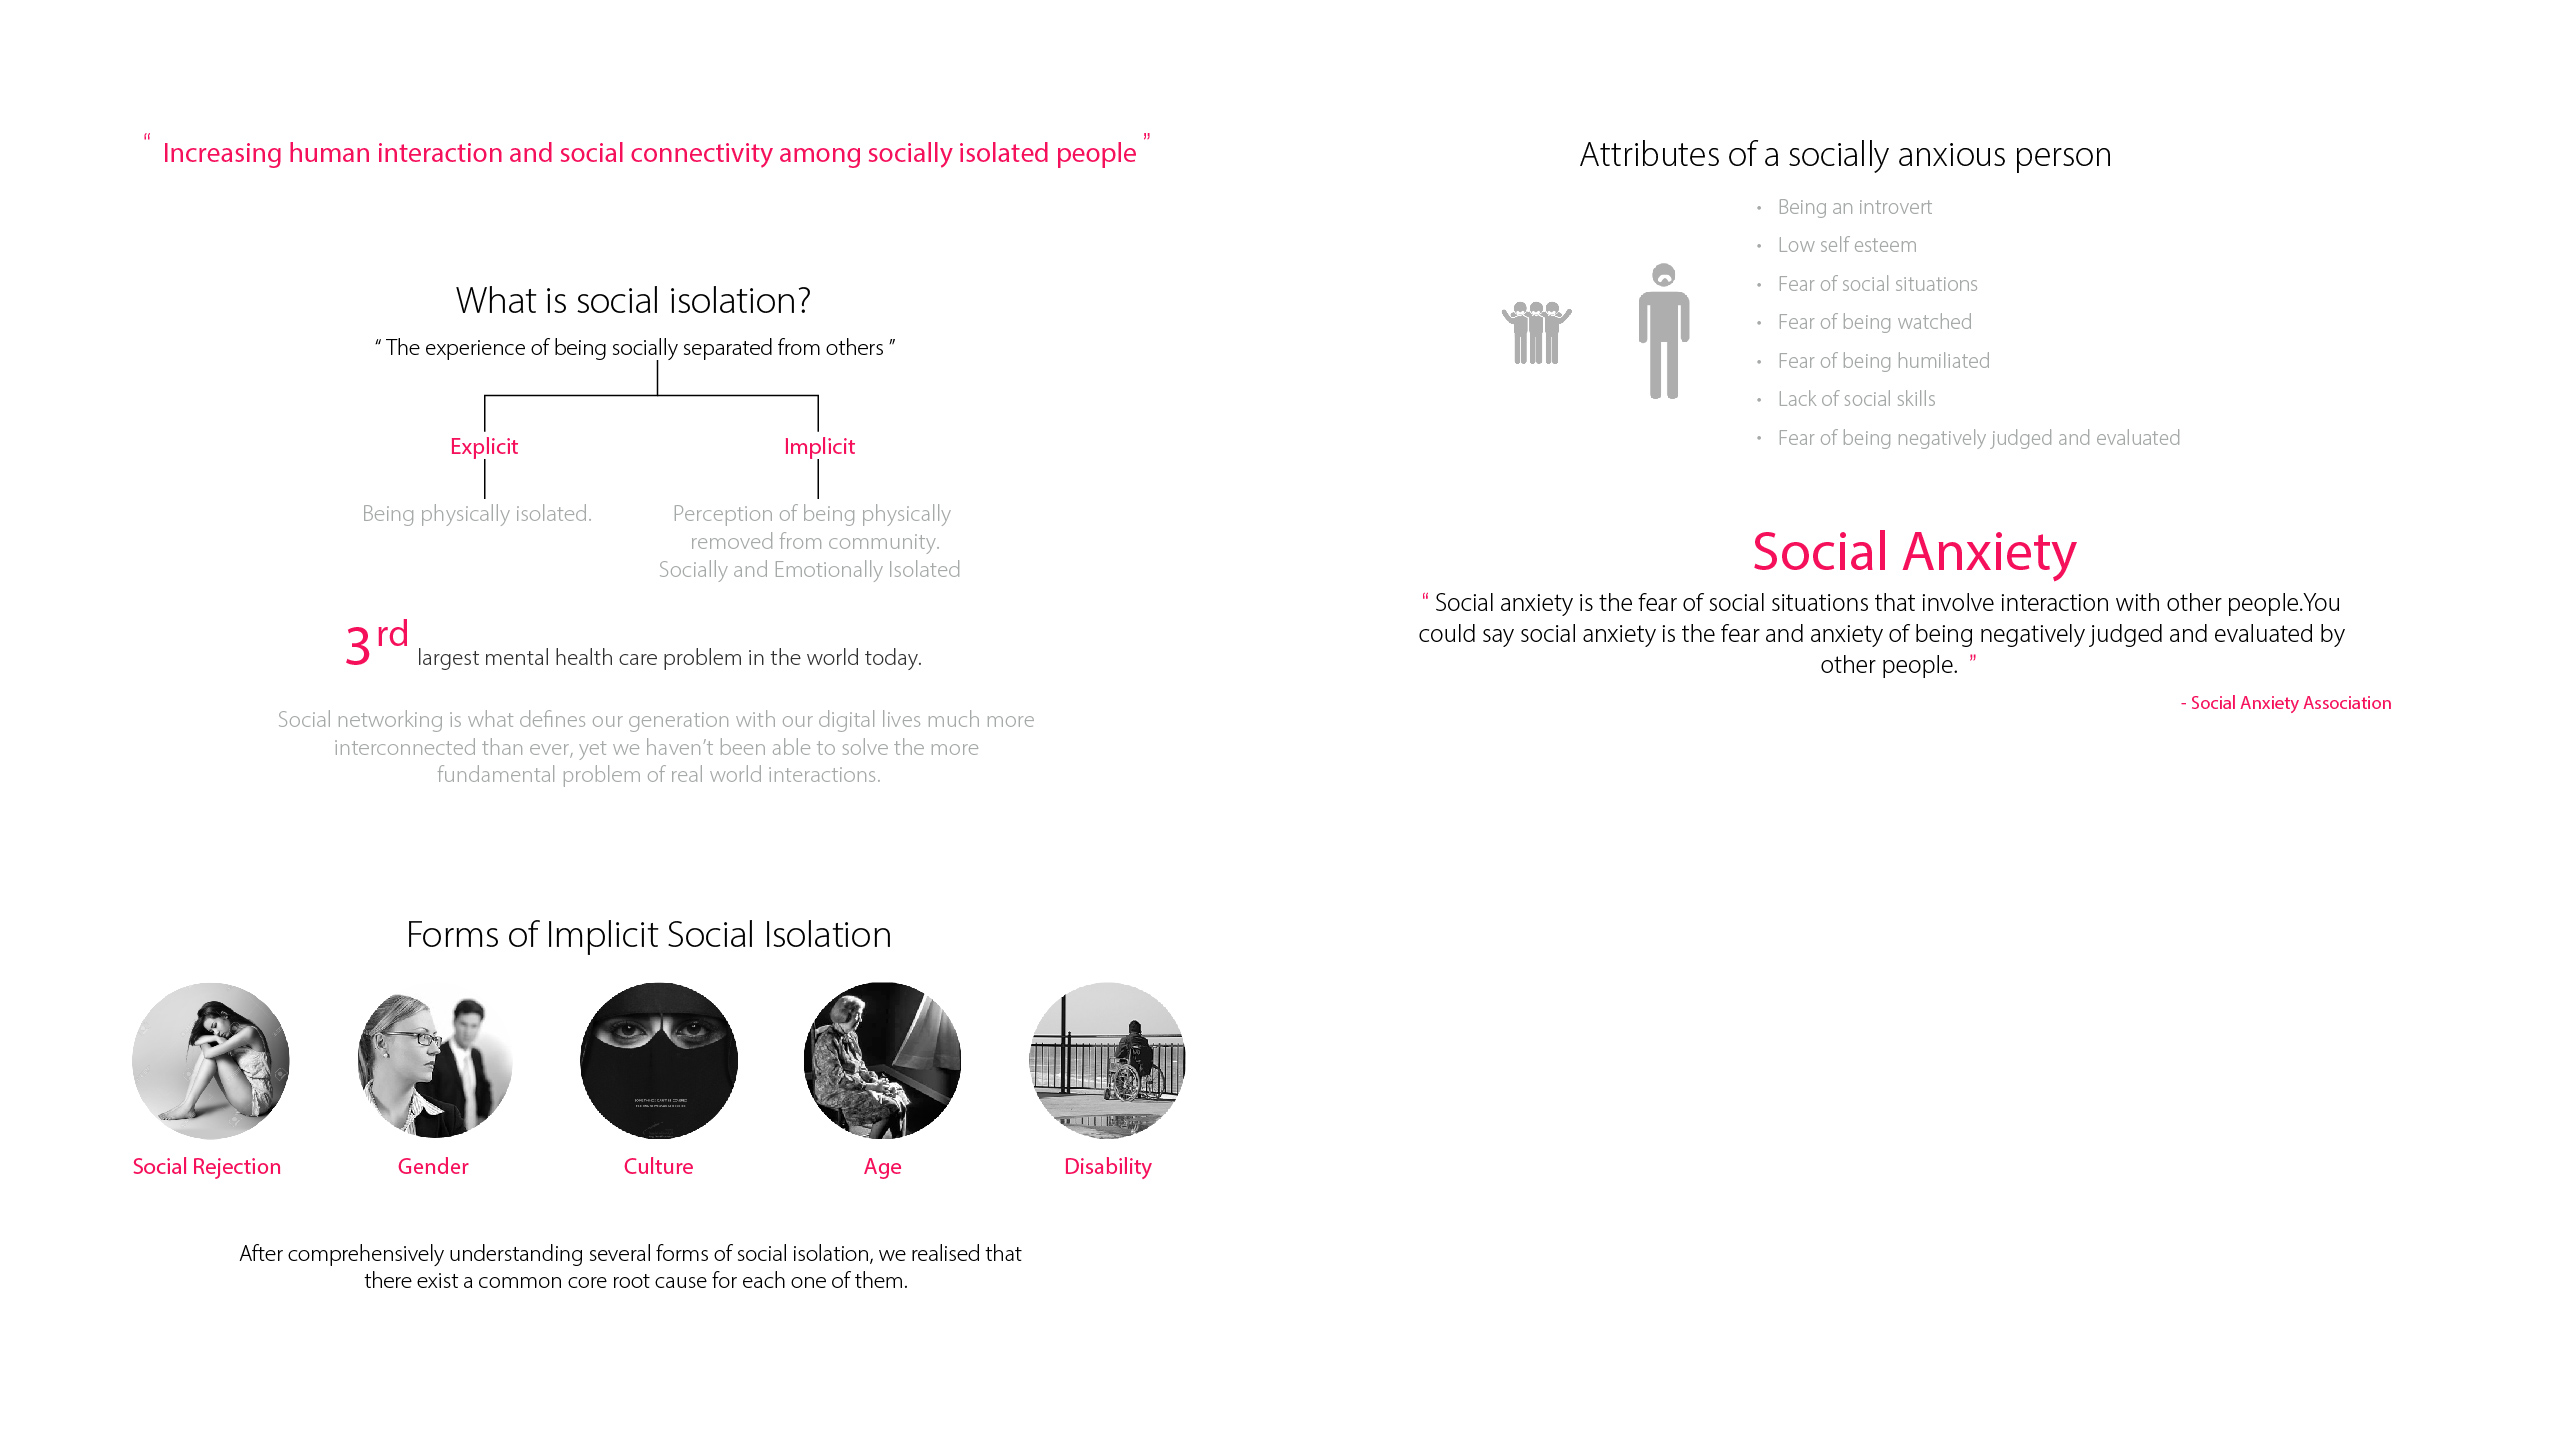 “ Increasing human interaction and social connectivity among socially isolated people ”
What is social isolation?
“ The experience of being socially separated from others ”
Explicit
Implicit
Being physically isolated.
Perception of being physically
removed from community.
Socially and Emotionally Isolated
3rd largest mental health care problem in the world today.
Social networking is what defines our generation with our digital lives much more
interconnected than ever, yet we haven’t been able to solve the more
fundamental problem of real world interactions.
Forms of Implicit Social Isolation
Social Rejection
Gender
Culture
Age
Disability
After comprehensively understanding several forms of social isolation, we realised that
there exist a common core root cause for each one of them.
Attributes of a socially anxious person
• Being an introvert
• Low self esteem
• Fear of social situations
• Fear of being watched
• Fear of being humiliated
• Lack of social skills
• Fear of being negatively judged and evaluated
Social Anxiety
“ Social anxiety is the fear of social situations that involve interaction with other people.You
could say social anxiety is the fear and anxiety of being negatively judged and evaluated by
other people. ”
- Social Anxiety Association